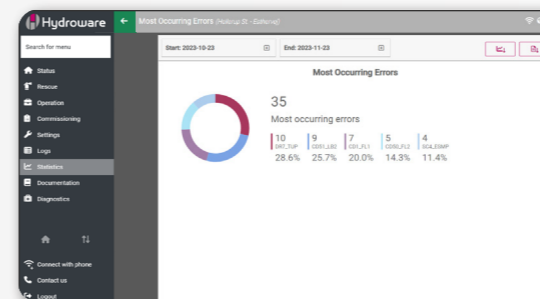 Hydroware
Most Occurring Errors
Search for menu
Start: 2023-10-23
End: 2023-11-23
Status
Rescue
Operation
Commissioning
Settings
Logs
Statistics
Documentation
Diagnostics
Connect with phone
Contact us
Logout
Most Occurring Errors
35
Most occurring errors
10 9 7 5 4
28.6% 25.7% 20.0% 14.3% 11.4%